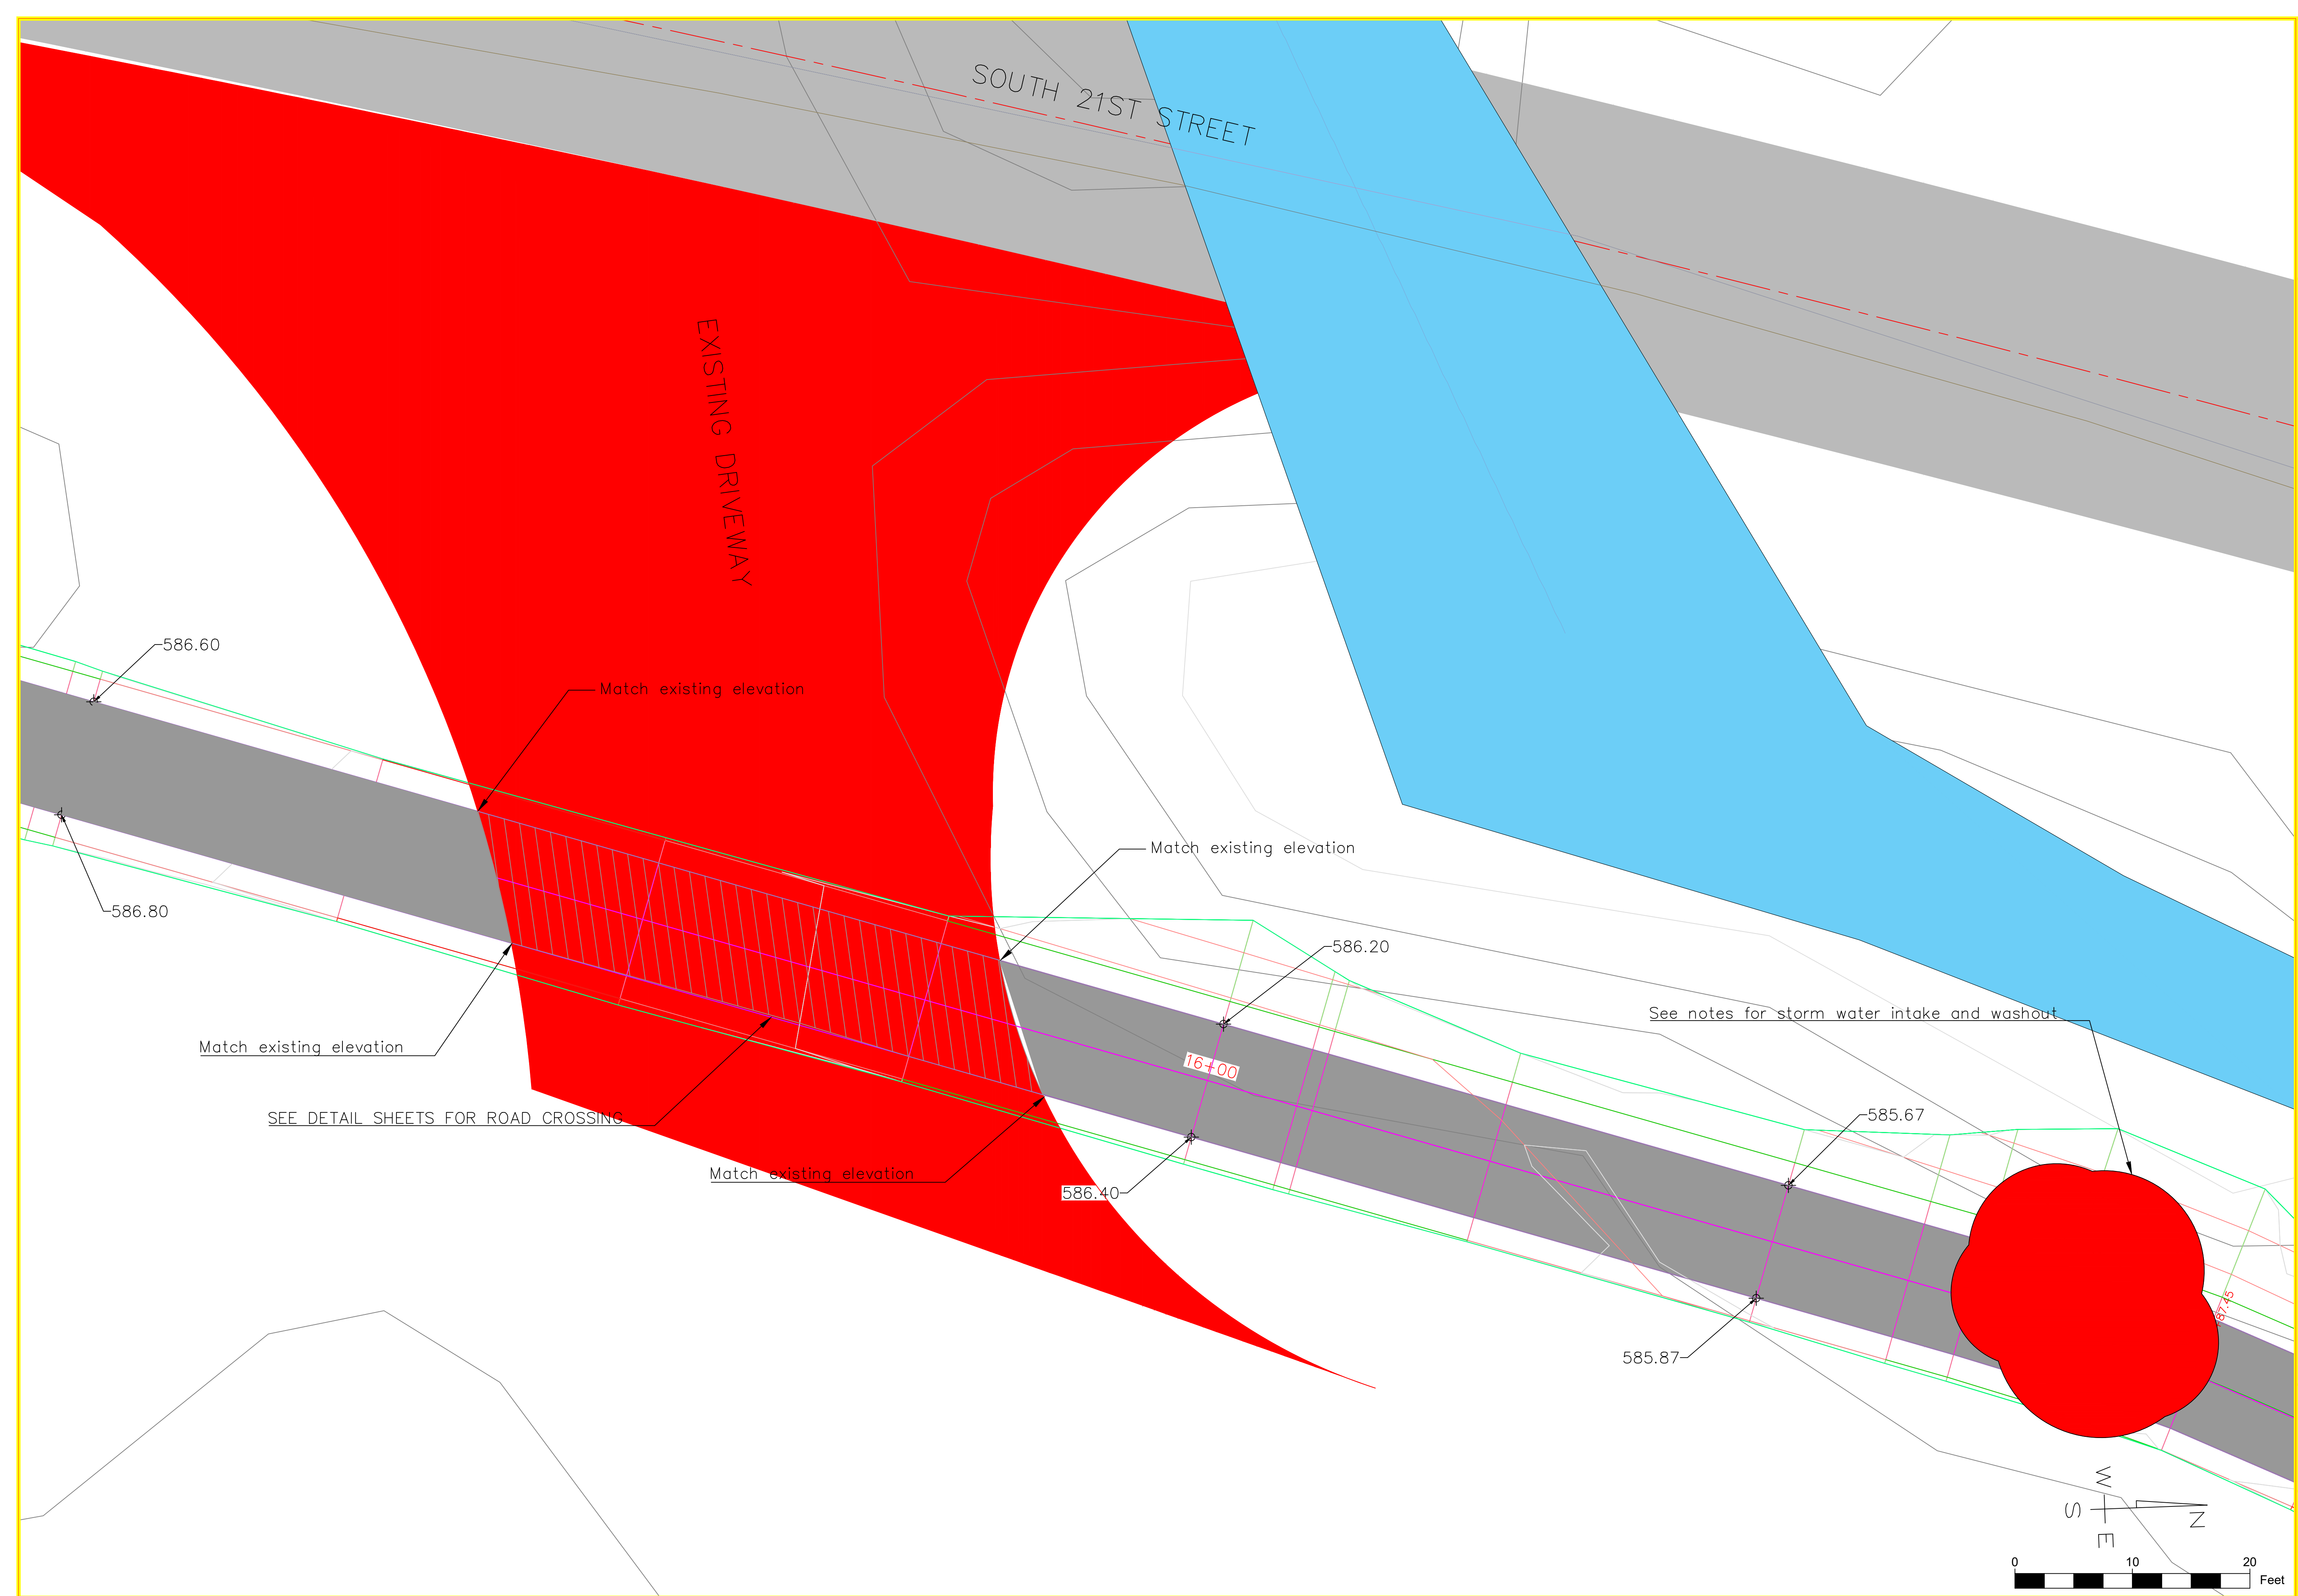 SOUTH 21ST STREET
EXISTING DRIVEWAY
586.60
Match existing elevation
586.80
Match existing elevation
586.20
See notes for storm water intake and washout
Match existing elevation
16+00
SEE DETAIL SHEETS FOR ROAD CROSSING
585.67
Match existing elevation
586.40
585.87
W
S
N
E
0 10 20
Feet